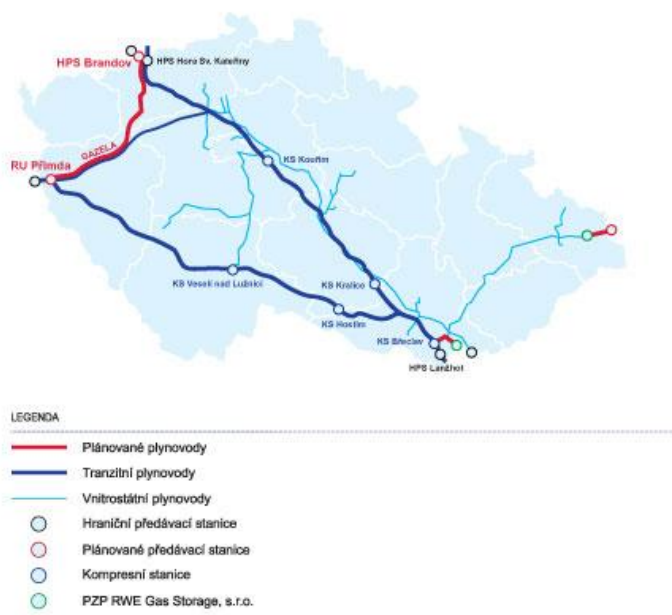 HPS Brandov
HPS Hora Sv. Kateřiny
GAZELA
RU Přimda
KS Kouřim
KS Veselí nad Lužnicí
KS Kralice
KS Hostim
KS Břeclav
HPS Lanžhot
LEGENDA
Plánované plynovody
Tranzitní plynovody
Vnitrostátní plynovody
Hraniční předávací stanice
Plánované předávací stanice
Kompresní stanice
PZP RWE Gas Storage, s.r.o.